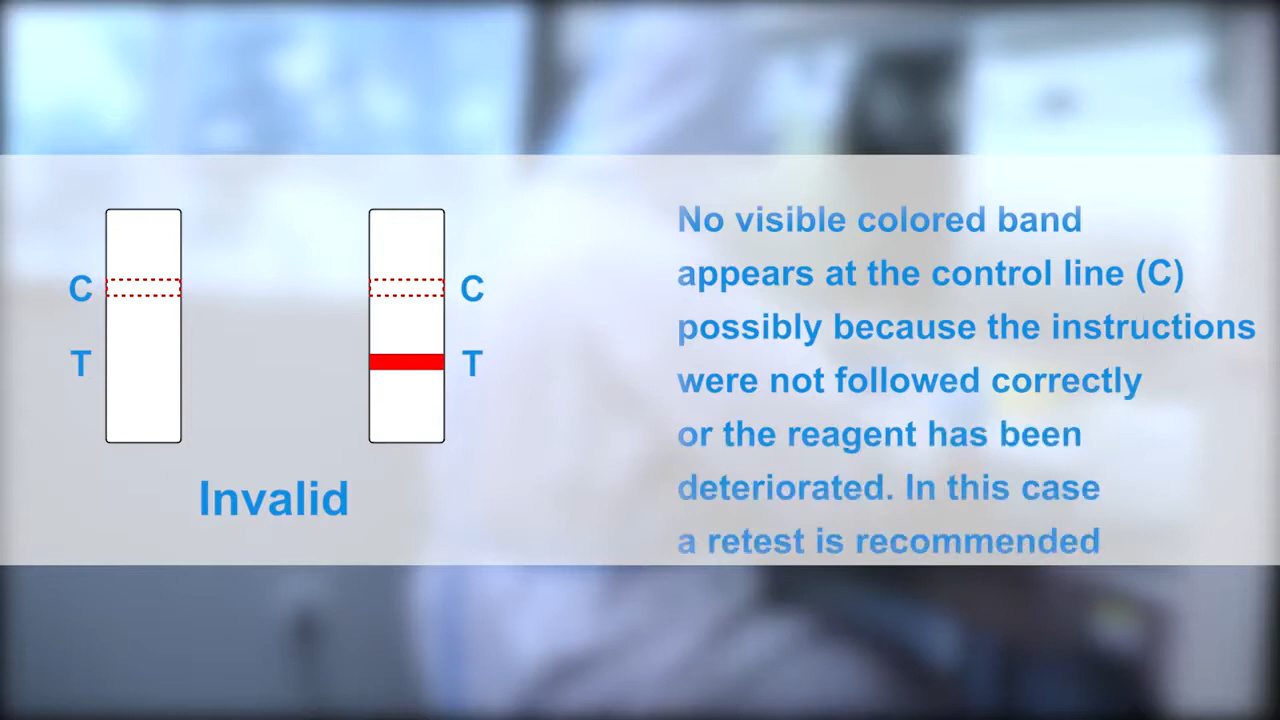 C
T
C
T
Invalid
No visible colored band
appears at the control line (C)
possibly because the instructions
were not followed correctly
or the reagent has been
deteriorated. In this case
a retest is recommended